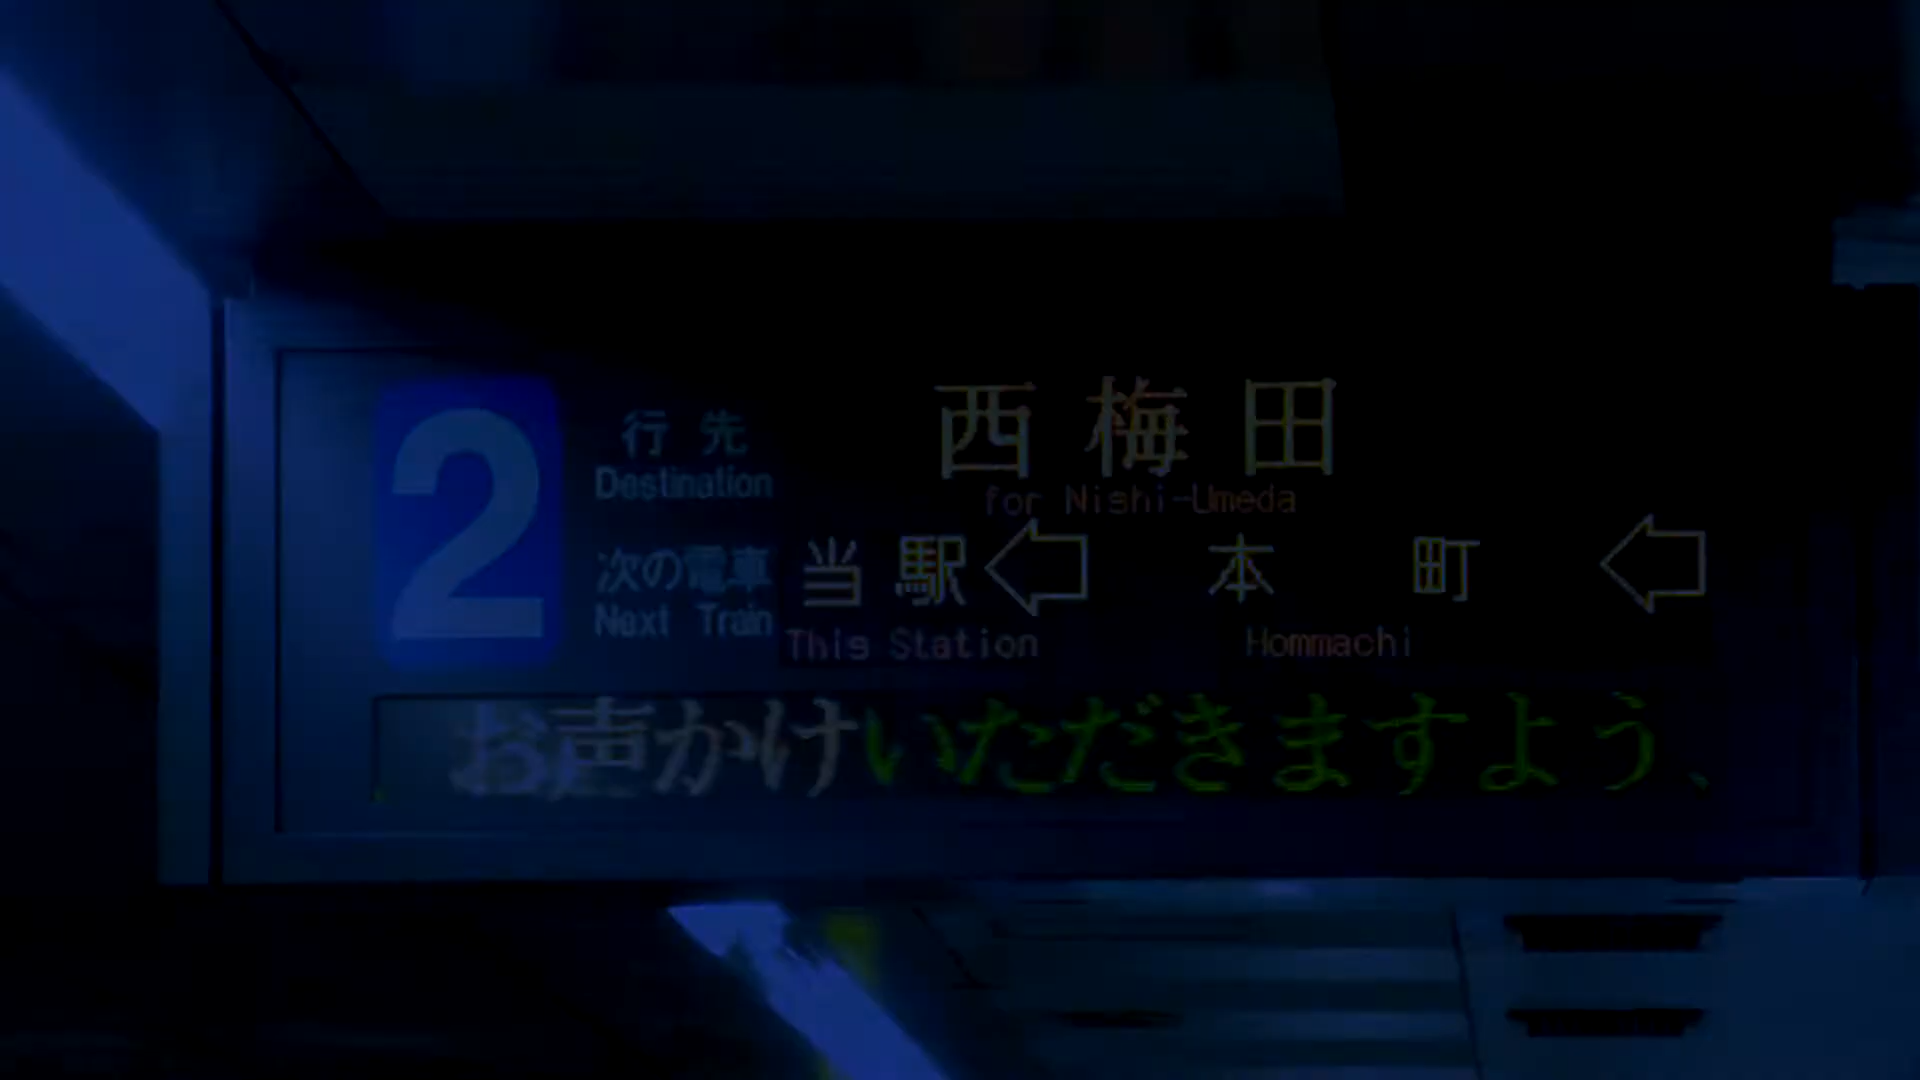 2
行先
Destination
西梅田
for Nishi-Umeda
次の電車
Next Train
当駅 ⇦ 本町 ⇦
This Station Hommachi
お声かけいただきますよう、